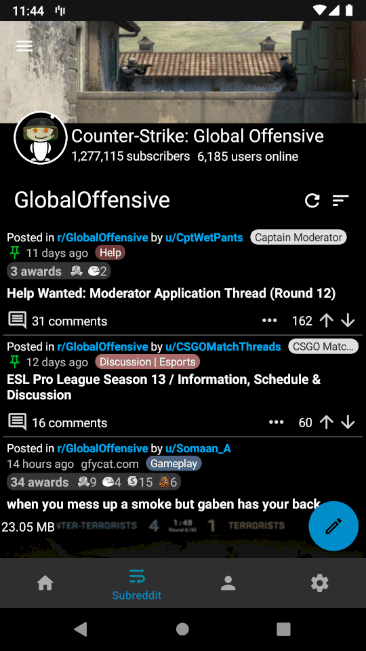 11:44
Counter-Strike: Global Offensive
1,277,115 subscribers 6,185 users online
GlobalOffensive
Posted in r/GlobalOffensive by u/CptWetPants Captain Moderator
11 days ago Help
3 awards 2
Help Wanted: Moderator Application Thread (Round 12)
31 comments 162
Posted in r/GlobalOffensive by u/CSGOMatchThreads CSGO Matc...
12 days ago Discussion | Esports
ESL Pro League Season 13 / Information, Schedule &
Discussion
16 comments 60
Posted in r/GlobalOffensive by u/Somaan_A
14 hours ago gfycat.com Gameplay
34 awards 9 4 15 6
when you mess up a smoke but gaben has your back
23.05 MB
NTER-TERRORISTS 4 1:49 1 TERRORISTS
Subreddit